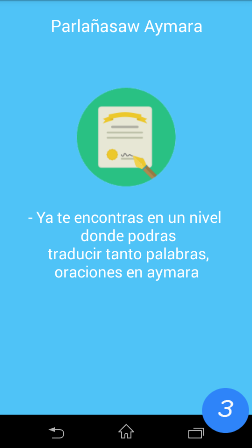 Parlañasaw Aymara
- Ya te encontras en un nivel
donde podras
traducir tanto palabras,
oraciones en aymara
3